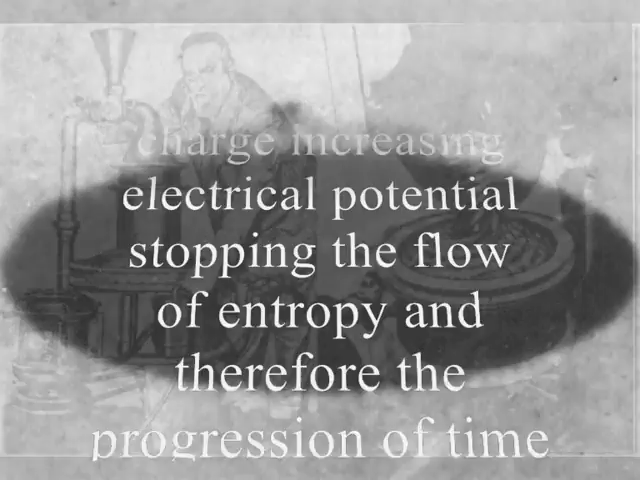 charge increasing
electrical potential
stopping the flow
of entropy and
therefore the
progression of time